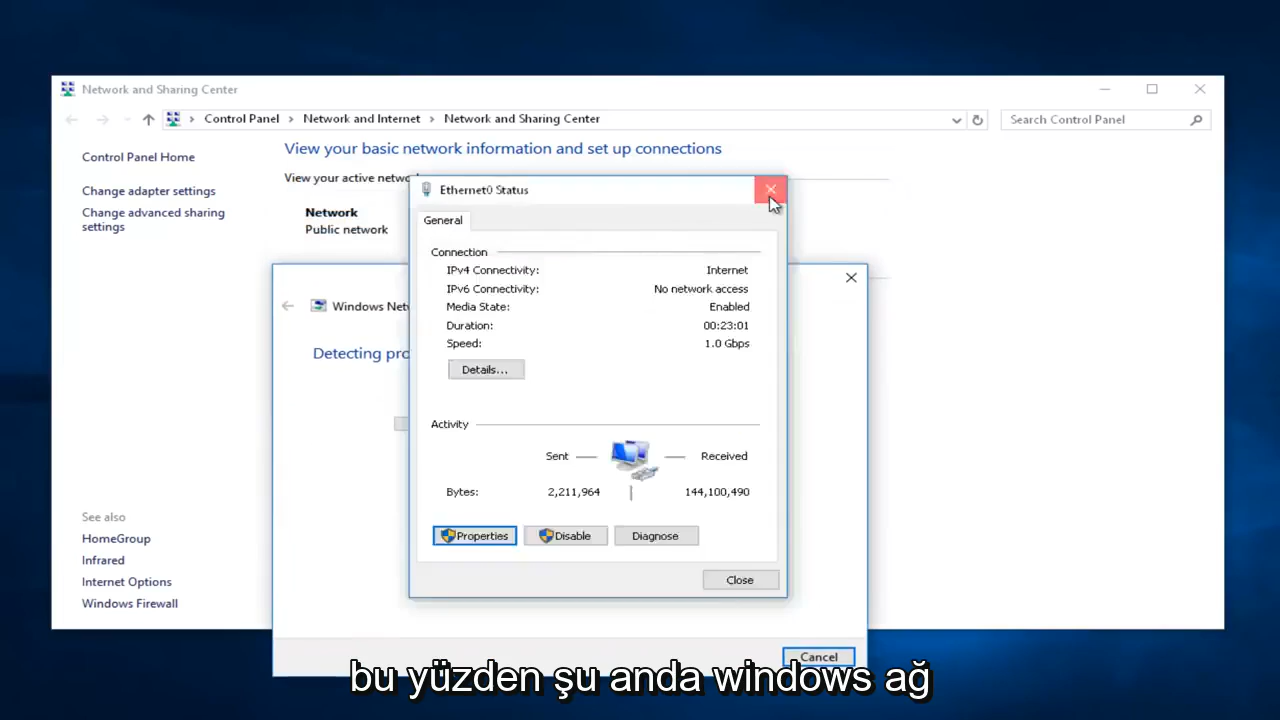 Network and Sharing Center
Control Panel > Network and Internet > Network and Sharing Center
Search Control Panel
Control Panel Home
Change adapter settings
Change advanced sharing
settings
View your basic network information and set up connections
View your active netwo
Network
Public network
Ethernet0 Status
General
Connection
IPv4 Connectivity: Internet
IPv6 Connectivity: No network access
Media State: Enabled
Duration: 00:23:01
Speed: 1.0 Gbps
Details...
Activity
Sent Received
Bytes: 2,211,964 144,100,490
Properties Disable Diagnose
Close
Windows Net
Detecting pro
Cancel
See also
HomeGroup
Infrared
Internet Options
Windows Firewall
bu yüzden şu anda windows ağ